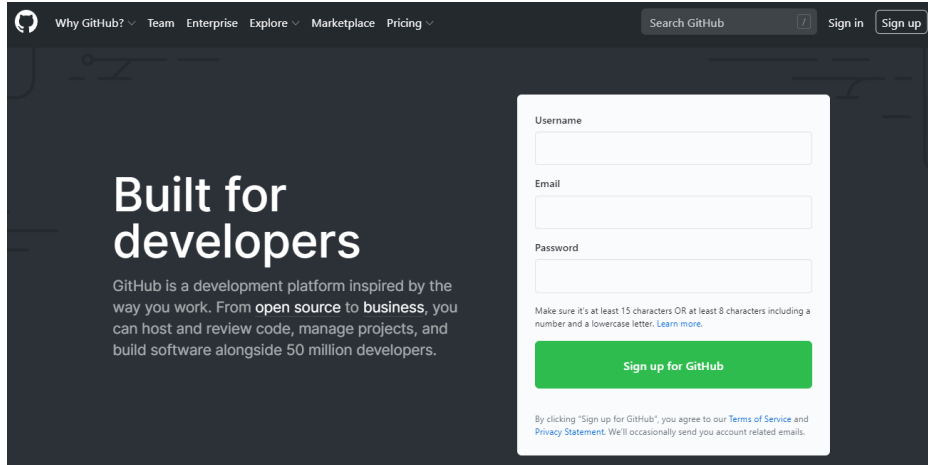 Why GitHub? Team Enterprise Explore Marketplace Pricing Search GitHub / Sign in Sign up
Built for
developers
GitHub is a development platform inspired by the
way you work. From open source to business, you
can host and review code, manage projects, and
build software alongside 50 million developers.
Username
Email
Password
Make sure it's at least 15 characters OR at least 8 characters including a
number and a lowercase letter. Learn more.
Sign up for GitHub
By clicking "Sign up for GitHub", you agree to our Terms of Service and
Privacy Statement. We'll occasionally send you account related emails.